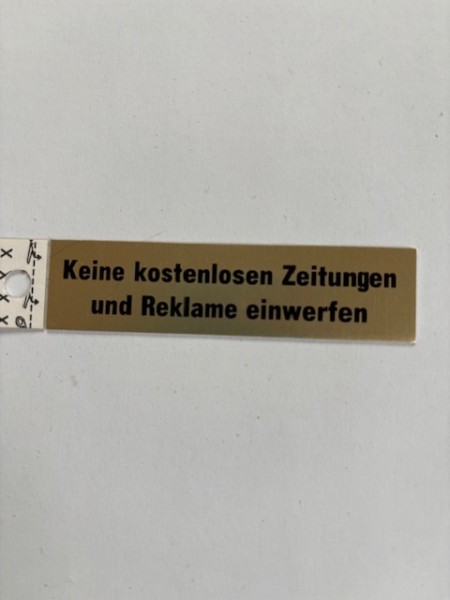 Keine kostenlosen Zeitungen
und Reklame einwerfen